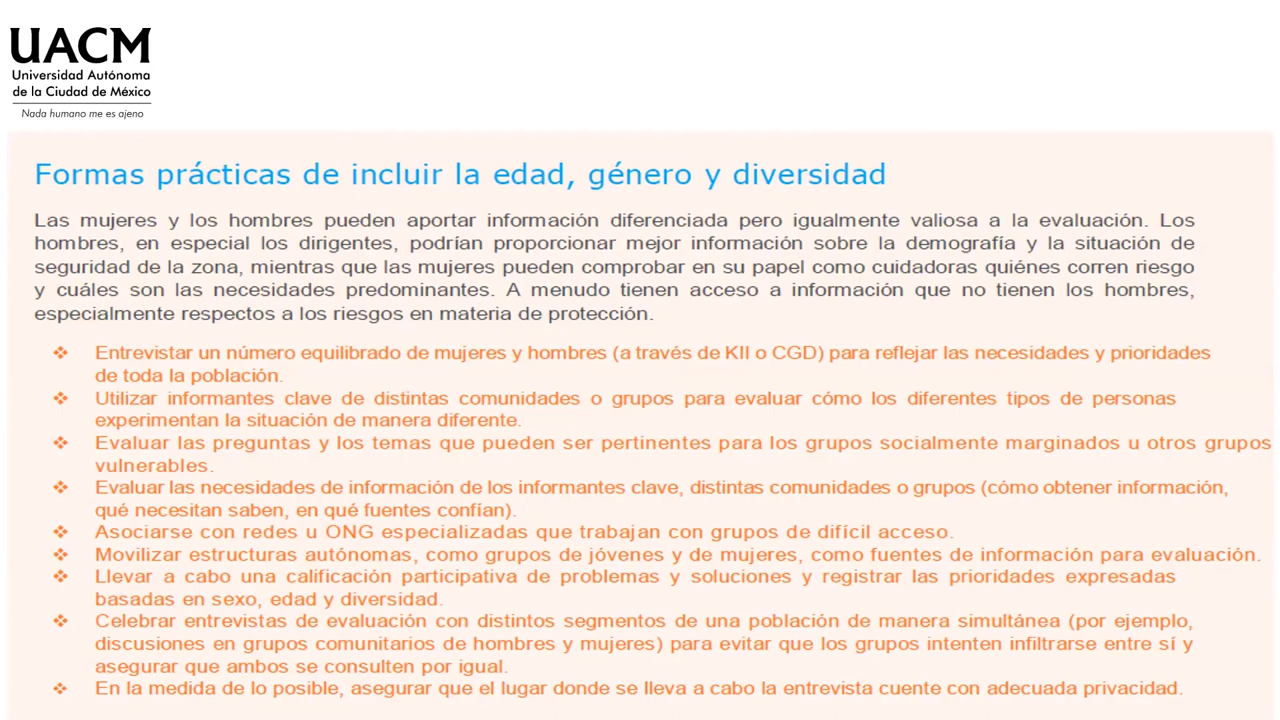 UACM
Universidad Autónoma
de la Ciudad de México
Nada humano me es ajeno
Formas prácticas de incluir la edad, género y diversidad
Las mujeres y los hombres pueden aportar información diferenciada pero igualmente valiosa a la evaluación. Los
hombres, en especial los dirigentes, podrían proporcionar mejor información sobre la demografía y la situación de
seguridad de la zona, mientras que las mujeres pueden comprobar en su papel como cuidadoras quiénes corren riesgo
y cuáles son las necesidades predominantes. A menudo tienen acceso a información que no tienen los hombres,
especialmente respectos a los riesgos en materia de protección.
❖ Entrevistar un número equilibrado de mujeres y hombres (a través de KII o CGD) para reflejar las necesidades y prioridades
de toda la población.
❖ Utilizar informantes clave de distintas comunidades o grupos para evaluar cómo los diferentes tipos de personas
experimentan la situación de manera diferente.
❖ Evaluar las preguntas y los temas que pueden ser pertinentes para los grupos socialmente marginados u otros grupos
vulnerables.
❖ Evaluar las necesidades de información de los informantes clave, distintas comunidades o grupos (cómo obtener información,
qué necesitan saben, en qué fuentes confían).
❖ Asociarse con redes u ONG especializadas que trabajan con grupos de difícil acceso.
❖ Movilizar estructuras autónomas, como grupos de jóvenes y de mujeres, como fuentes de información para evaluación.
❖ Llevar a cabo una calificación participativa de problemas y soluciones y registrar las prioridades expresadas
basadas en sexo, edad y diversidad.
❖ Celebrar entrevistas de evaluación con distintos segmentos de una población de manera simultánea (por ejemplo,
discusiones en grupos comunitarios de hombres y mujeres) para evitar que los grupos intenten infiltrarse entre sí y
asegurar que ambos se consulten por igual.
❖ En la medida de lo posible, asegurar que el lugar donde se lleva a cabo la entrevista cuente con adecuada privacidad.